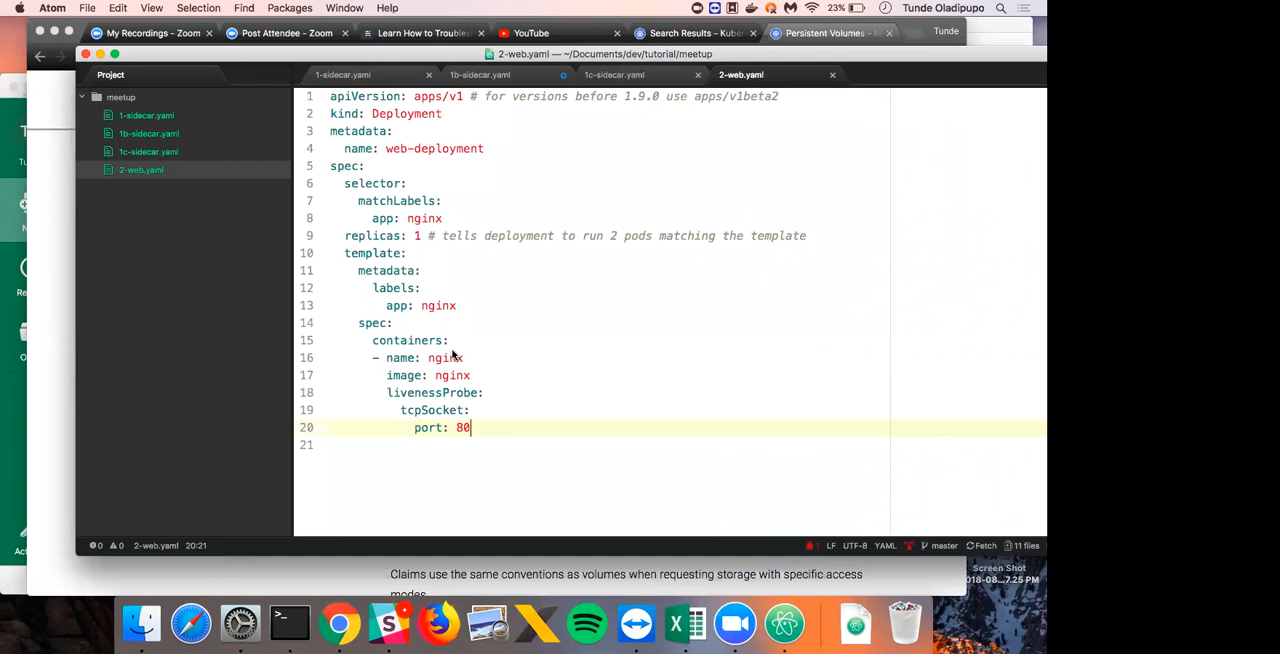 Atom File Edit View Selection Find Packages Window Help 23% Tunde Oladipupo
My Recordings - Zoom Post Attendee - Zoom Learn How to Troubles YouTube Search Results - Kuber Persistent Volumes - K Tunde
2-web.yaml — ~/Documents/dev/tutorial/meetup
Project 1-sidecar.yaml 1b-sidecar.yaml 1c-sidecar.yaml 2-web.yaml
meetup
1-sidecar.yaml
1b-sidecar.yaml
1c-sidecar.yaml
2-web.yaml
1 apiVersion: apps/v1 # for versions before 1.9.0 use apps/v1beta2
2 kind: Deployment
3 metadata:
4 name: web-deployment
5 spec:
6 selector:
7 matchLabels:
8 app: nginx
9 replicas: 1 # tells deployment to run 2 pods matching the template
10 template:
11 metadata:
12 labels:
13 app: nginx
14 spec:
15 containers:
16 - name: nginx
17 image: nginx
18 livenessProbe:
19 tcpSocket:
20 port: 80
21
0 0 2-web.yaml 20:21 LF UTF-8 YAML master Fetch 11 files
Claims use the same conventions as volumes when requesting storage with specific access
modes
Screen Shot
2018-08...7.25 PM